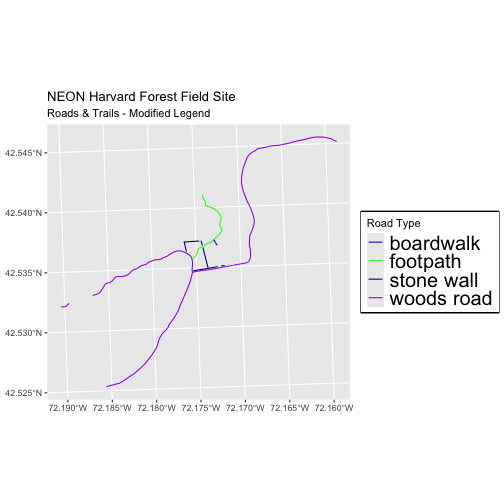 NEON Harvard Forest Field Site
Roads & Trails - Modified Legend
42.545°N
42.540°N
42.535°N
42.530°N
42.525°N
72.190°W 72.185°W 72.180°W 72.175°W 72.170°W 72.165°W 72.160°W
Road Type
boardwalk
footpath
stone wall
woods road